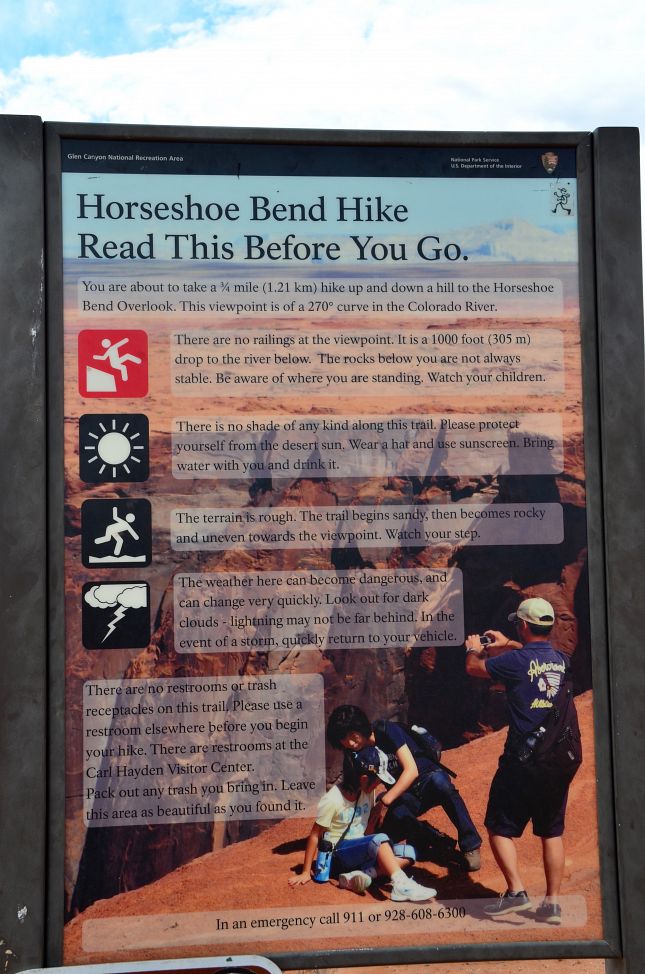 Glen Canyon National Recreation Area
National Park Service
U.S. Department of the Interior
Horseshoe Bend Hike
Read This Before You Go.
You are about to take a ¾ mile (1.21 km) hike up and down a hill to the Horseshoe
Bend Overlook. This viewpoint is of a 270° curve in the Colorado River.
There are no railings at the viewpoint. It is a 1000 foot (305 m)
drop to the river below. The rocks below you are not always
stable. Be aware of where you are standing. Watch your children.
There is no shade of any kind along this trail. Please protect
yourself from the desert sun. Wear a hat and use sunscreen. Bring
water with you and drink it.
The terrain is rough. The trail begins sandy, then becomes rocky
and uneven towards the viewpoint. Watch your step.
The weather here can become dangerous, and
can change very quickly. Look out for dark
clouds - lightning may not be far behind. In the
event of a storm, quickly return to your vehicle.
There are no restrooms or trash
receptacles on this trail. Please use a
restroom elsewhere before you begin
your hike. There are restrooms at the
Carl Hayden Visitor Center.
Pack out any trash you bring in. Leave
this area as beautiful as you found it.
In an emergency call 911 or 928-608-6300